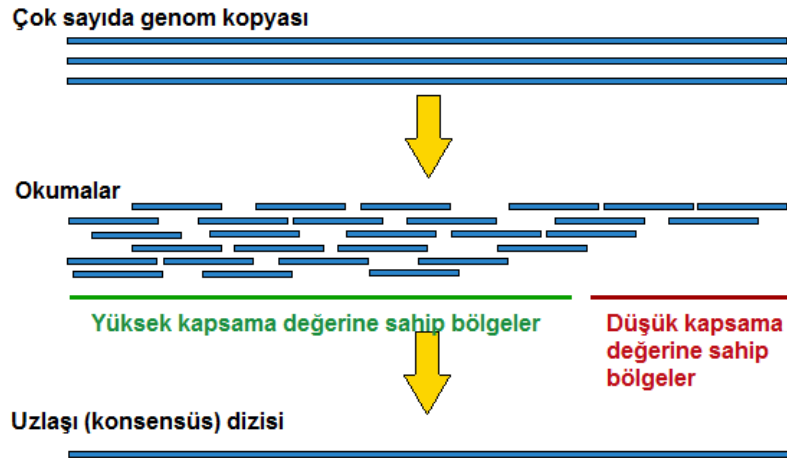 Çok sayıda genom kopyası
Okumalar
Yüksek kapsama değerine sahip bölgeler
Düşük kapsama
değerine sahip
bölgeler
Uzlaşı (konsensüs) dizisi